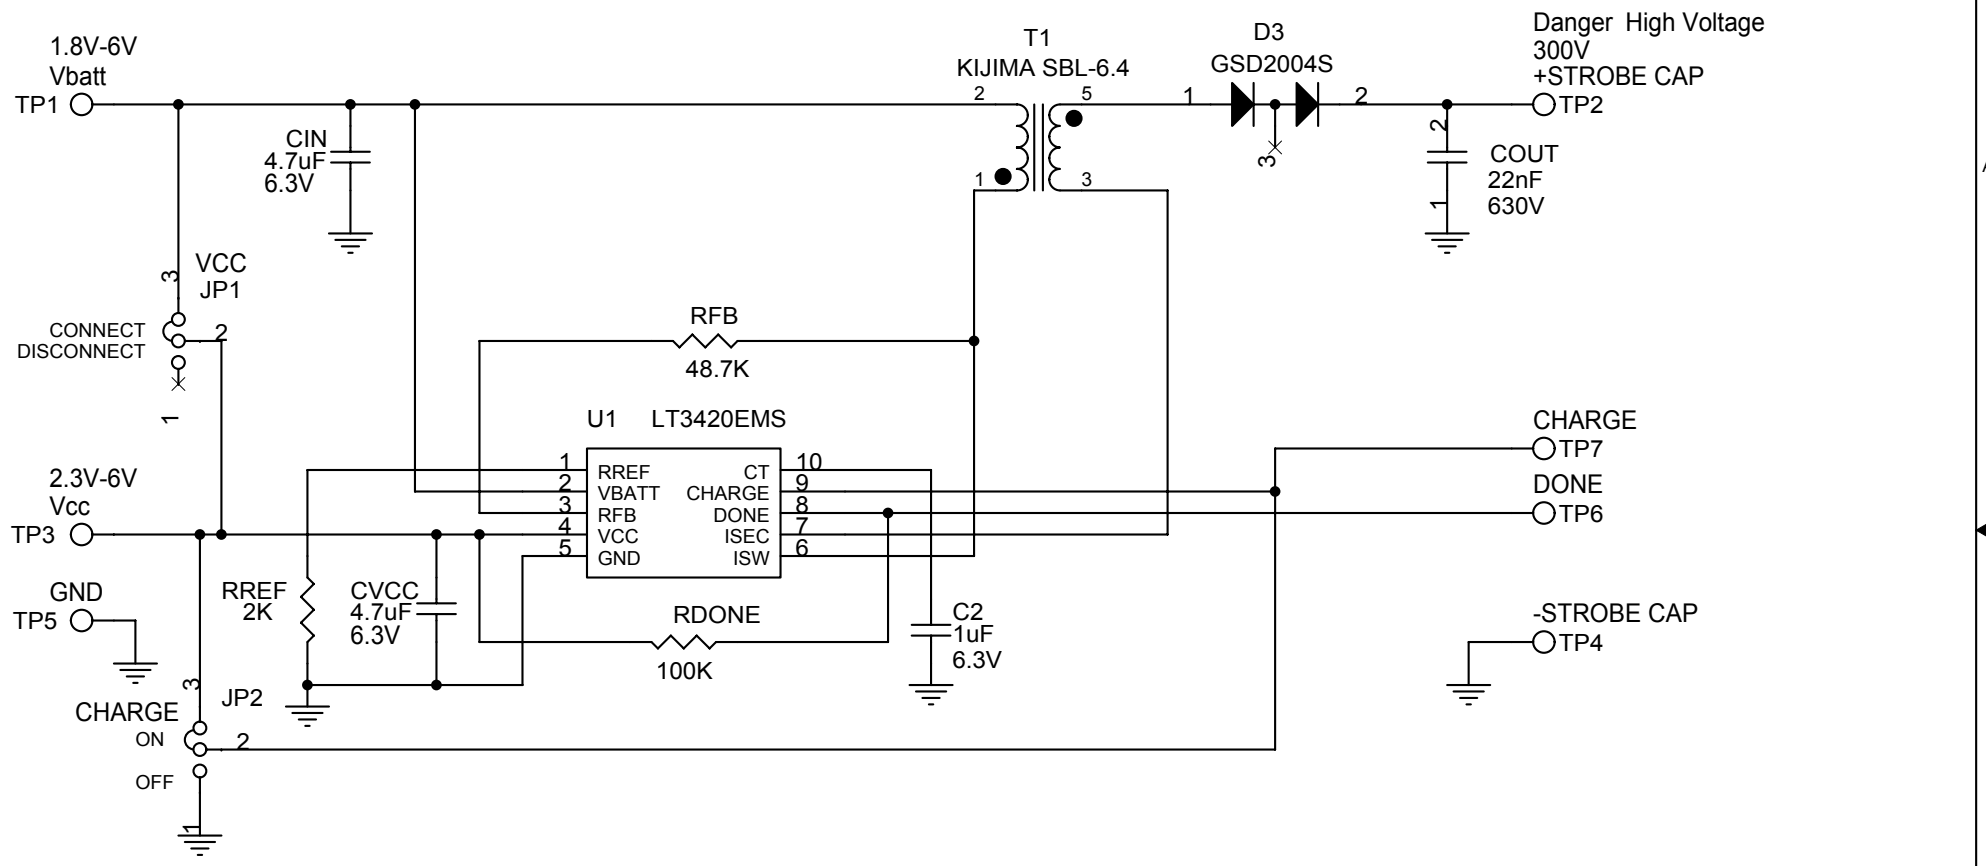 1.8V-6V
Vbatt
TP1
CIN
4.7uF
6.3V
T1
KIJIMA SBL-6.4
2
5
1
3
D3
GSD2004S
1
2
3
Danger High Voltage
300V
+STROBE CAP
TP2
2
COUT
22nF
630V
1
3
VCC
JP1
CONNECT
DISCONNECT
2
1
RFB
48.7K
U1 LT3420EMS
1 RREF CT 10
2 VBATT CHARGE 9
3 RFB DONE 8
4 VCC ISEC 7
5 GND ISW 6
CHARGE
TP7
DONE
TP6
2.3V-6V
Vcc
TP3
GND
TP5
RREF
2K
CVCC
4.7uF
6.3V
RDONE
100K
C2
1uF
6.3V
-STROBE CAP
TP4
3
JP2
CHARGE
ON
2
OFF
1